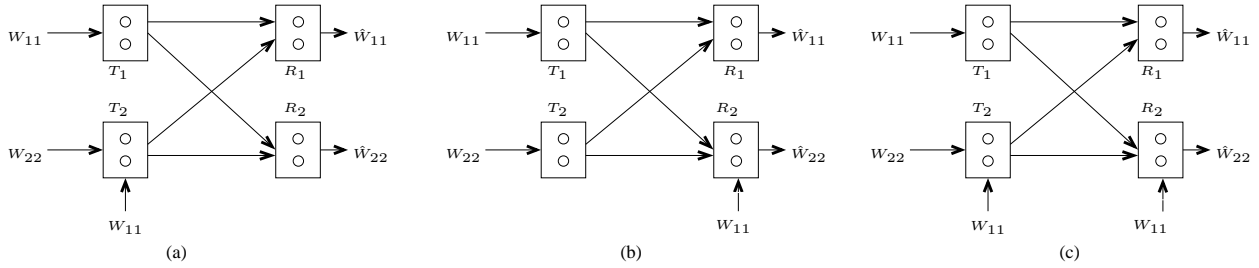 W₁₁ T₁ R₁ Ŵ₁₁
W₂₂ T₂ R₂ Ŵ₂₂
W₁₁
(a)
W₁₁ T₁ R₁ Ŵ₁₁
W₂₂ T₂ R₂ Ŵ₂₂
W₁₁
(b)
W₁₁ T₁ R₁ Ŵ₁₁
W₂₂ T₂ R₂ Ŵ₂₂
W₁₁ W₁₁
(c)